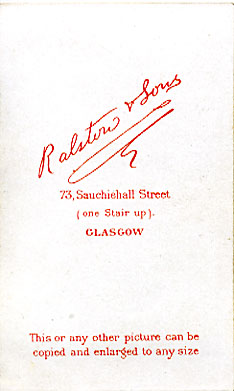 Ralston & Sons
73, Sauchiehall Street
(one Stair up).
GLASGOW
This or any other picture can be
copied and enlarged to any size